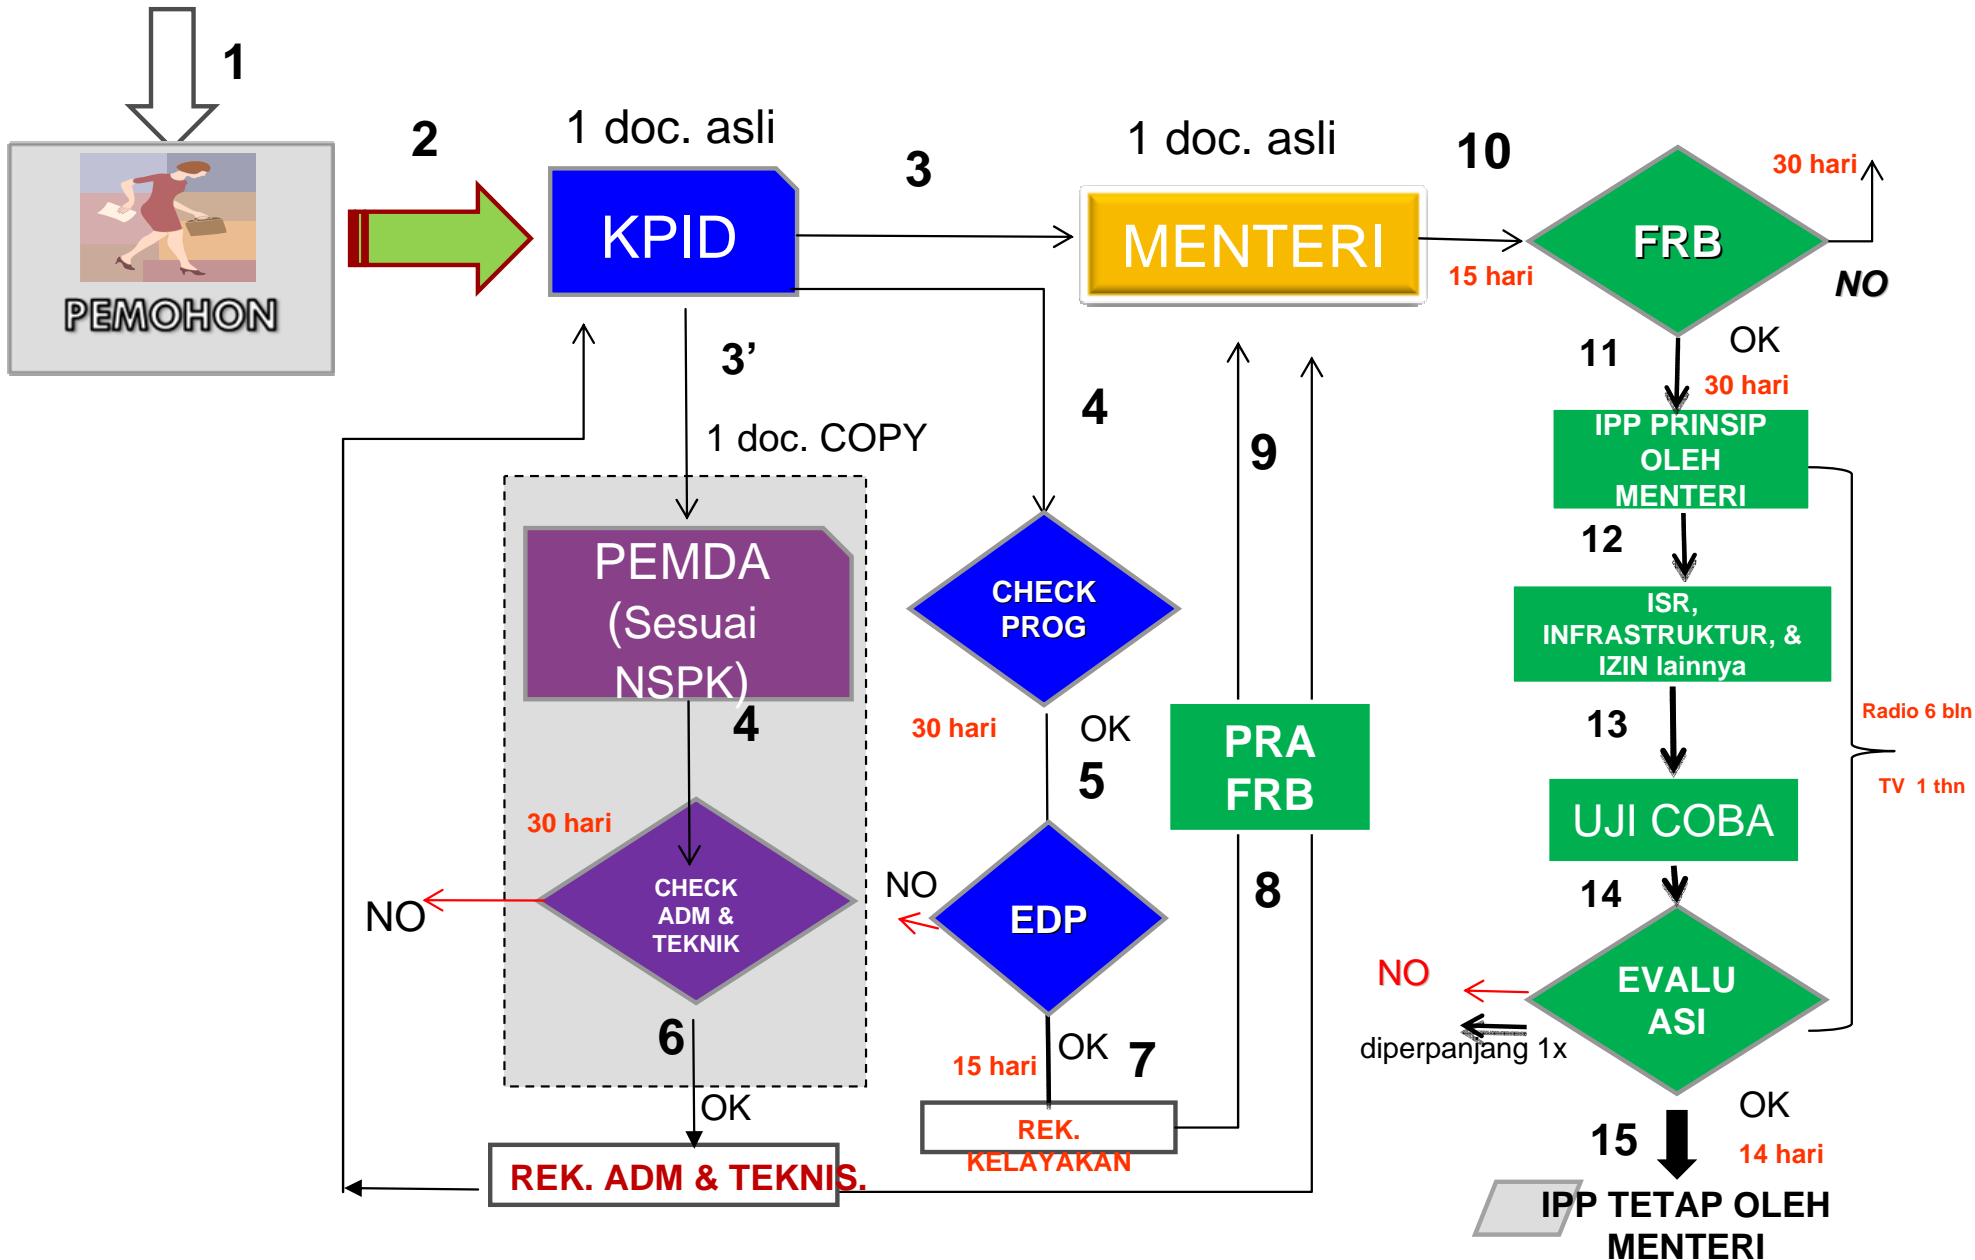 1
PEMOHON
2
1 doc. asli
KPID
3
1 doc. asli
MENTERI
10
15 hari
FRB
30 hari
NO
3’
1 doc. COPY
4
9
11
OK
30 hari
IPP PRINSIP
OLEH
MENTERI
12
PEMDA
(Sesuai
NSPK)
4
CHECK
PROG
30 hari
OK
5
PRA
FRB
ISR,
INFRASTRUKTUR, &
IZIN lainnya
13
Radio 6 bln
TV 1 thn
UJI COBA
30 hari
CHECK
ADM &
TEKNIK
NO
NO
EDP
8
14
EVALU
ASI
NO
diperpanjang 1x
6
OK
15 hari
OK
7
REK.
KELAYAKAN
REK. ADM & TEKNIS.
OK
15
14 hari
IPP TETAP OLEH
MENTERI